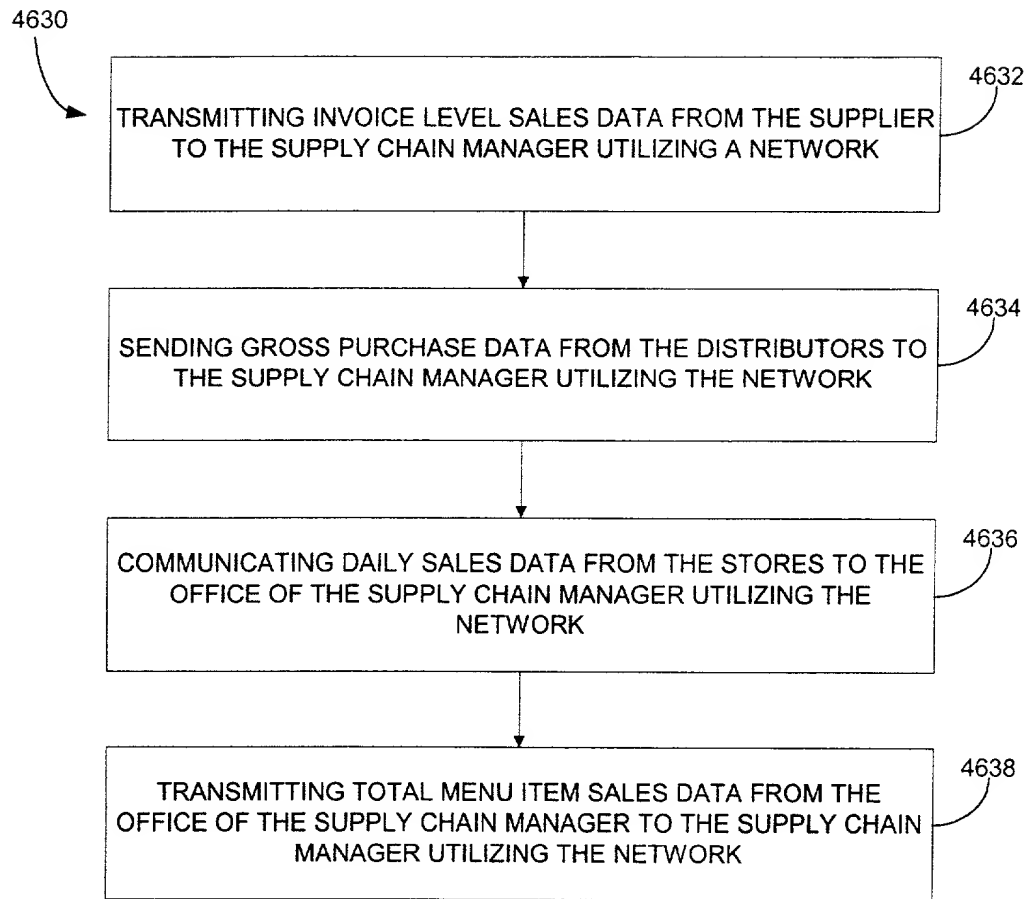 4630
4632
TRANSMITTING INVOICE LEVEL SALES DATA FROM THE SUPPLIER
TO THE SUPPLY CHAIN MANAGER UTILIZING A NETWORK
4634
SENDING GROSS PURCHASE DATA FROM THE DISTRIBUTORS TO
THE SUPPLY CHAIN MANAGER UTILIZING THE NETWORK
4636
COMMUNICATING DAILY SALES DATA FROM THE STORES TO THE
OFFICE OF THE SUPPLY CHAIN MANAGER UTILIZING THE
NETWORK
4638
TRANSMITTING TOTAL MENU ITEM SALES DATA FROM THE
OFFICE OF THE SUPPLY CHAIN MANAGER TO THE SUPPLY CHAIN
MANAGER UTILIZING THE NETWORK